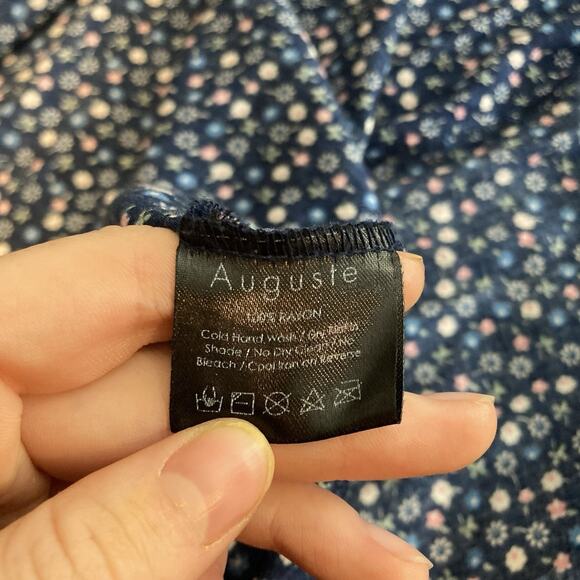 Auguste
100% RAYON
Cold Hand Wash / Dry Flat In
Shade / No Dry Clean / No
Bleach / Cool Iron on Reverse